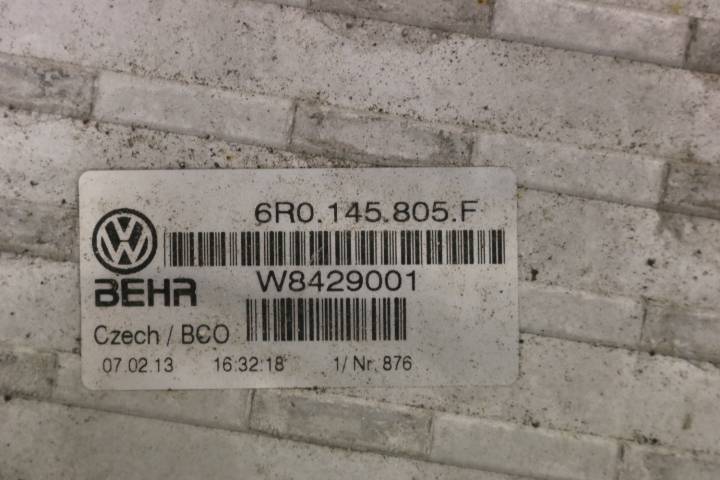 6R0.145.805.F
W8429001
BEHR
Czech / BCO
07.02.13 16:32:18 1/ Nr. 876